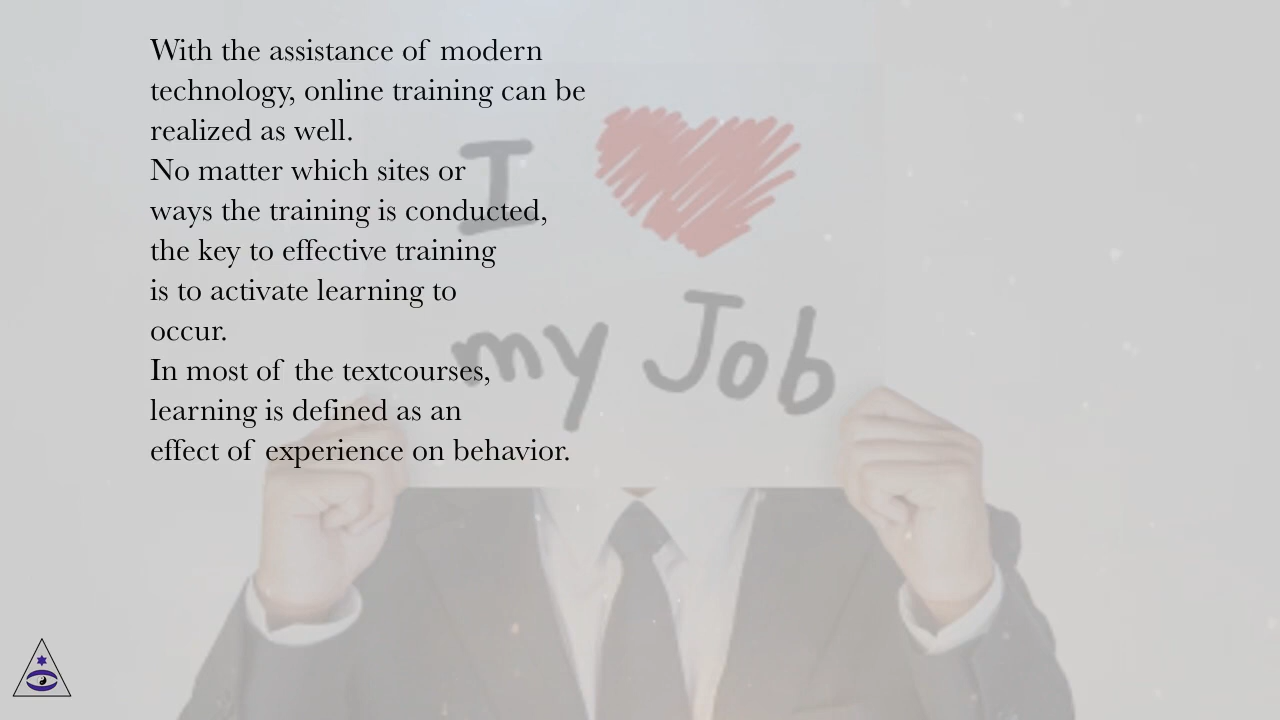 With the assistance of modern
technology, online training can be
realized as well.
No matter which sites or
ways the training is conducted,
the key to effective training
is to activate learning to
occur.
In most of the textcourses,
learning is defined as an
effect of experience on behavior.
I
my Job